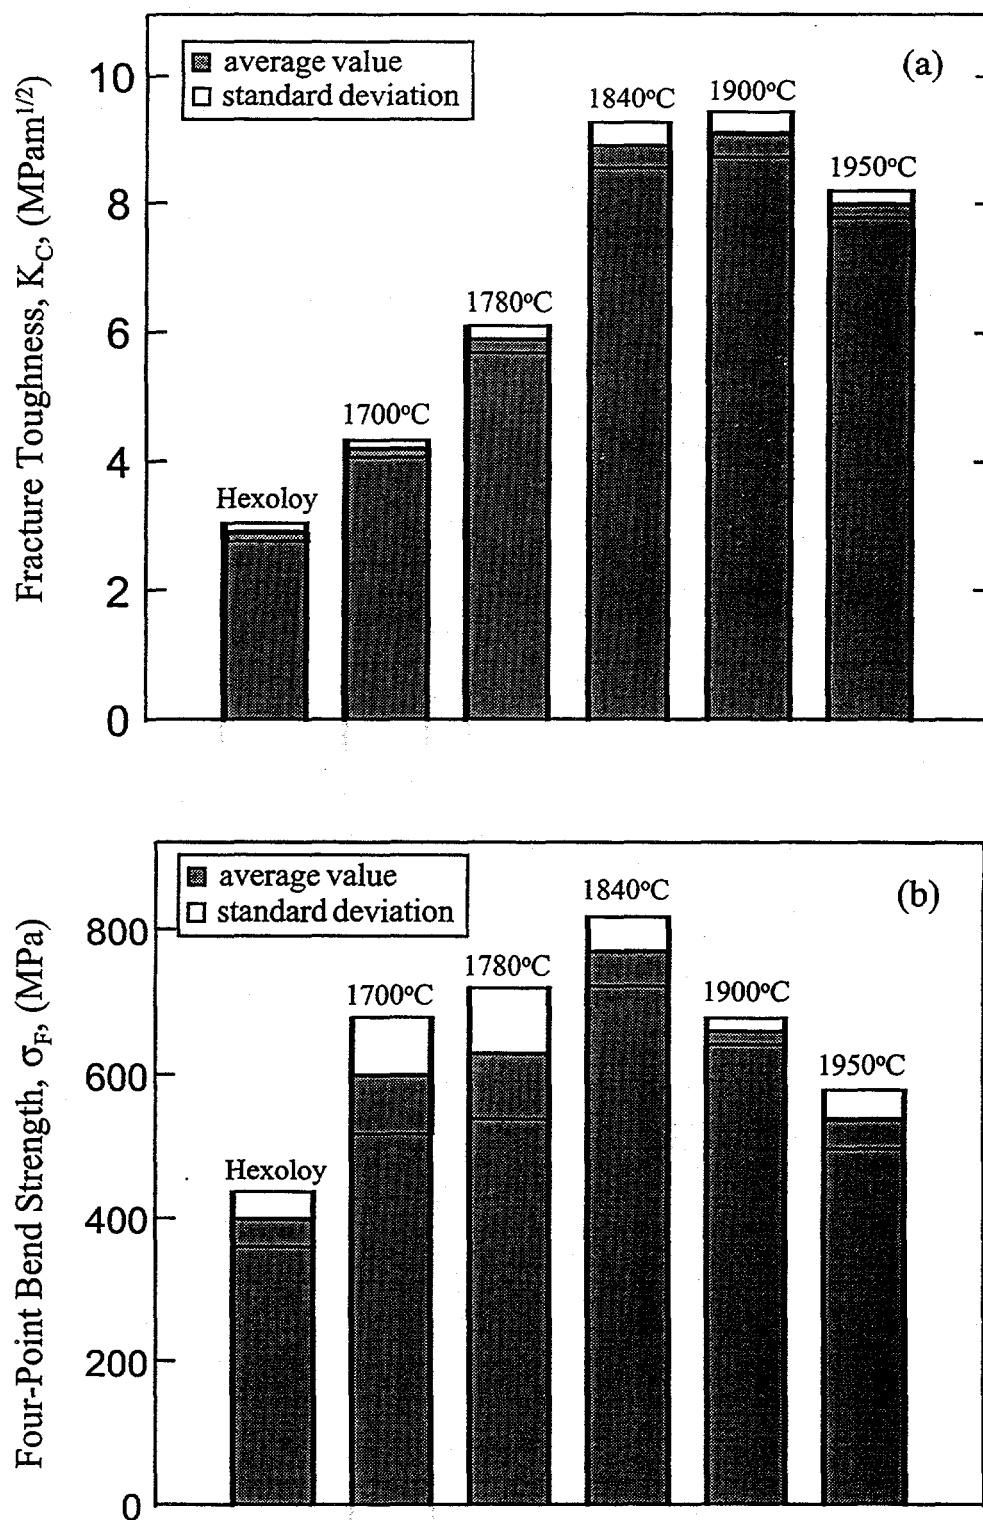 (a)
average value
standard deviation
Fracture Toughness, K_C, (MPam^1/2)
10
8
6
4
2
0
Hexoloy
1700°C
1780°C
1840°C
1900°C
1950°C
(b)
average value
standard deviation
Four-Point Bend Strength, σ_F, (MPa)
800
600
400
200
0
Hexoloy
1700°C
1780°C
1840°C
1900°C
1950°C